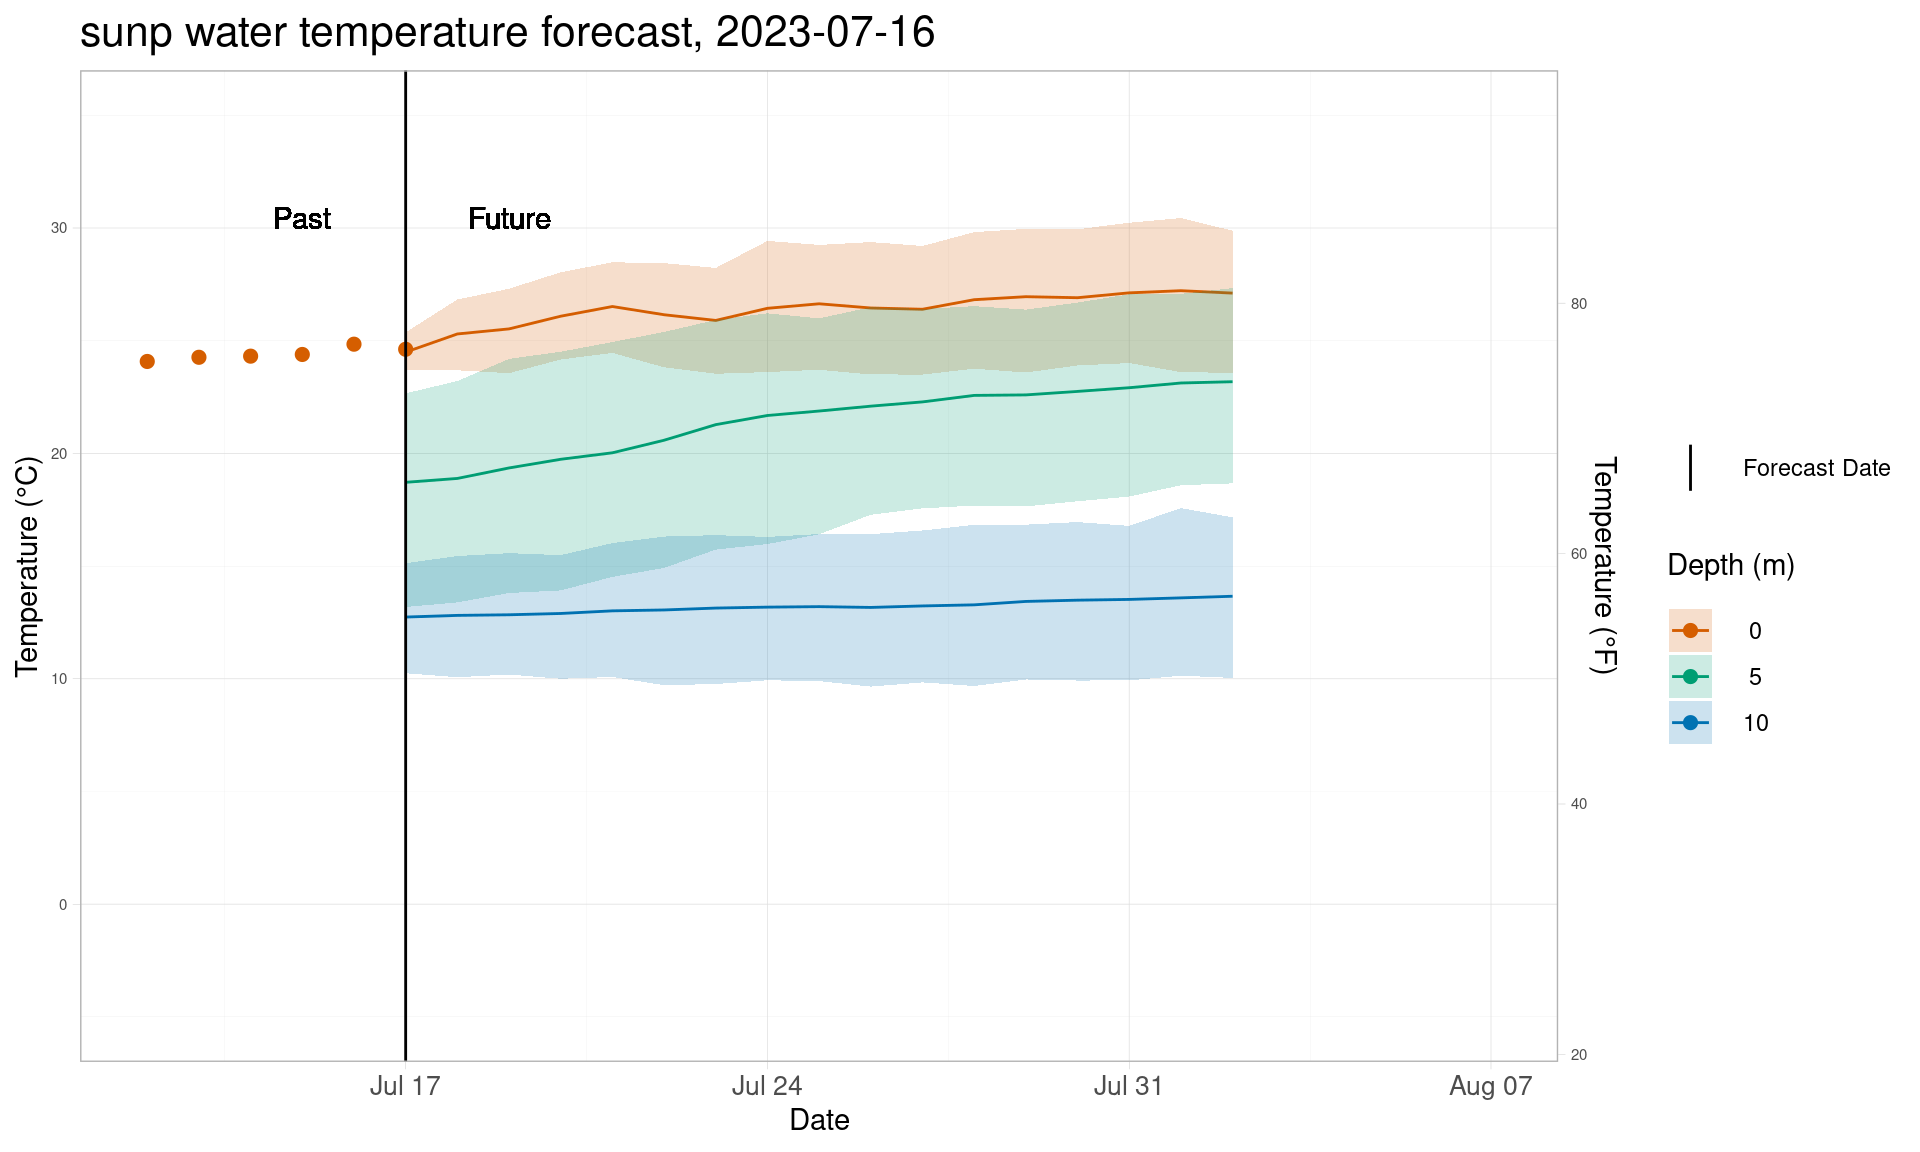 sunp water temperature forecast, 2023-07-16
Past
Future
30
20
10
0
Temperature (°C)
80
60
40
20
Temperature (°F)
Jul 17
Jul 24
Jul 31
Aug 07
Date
Forecast Date
Depth (m)
0
5
10